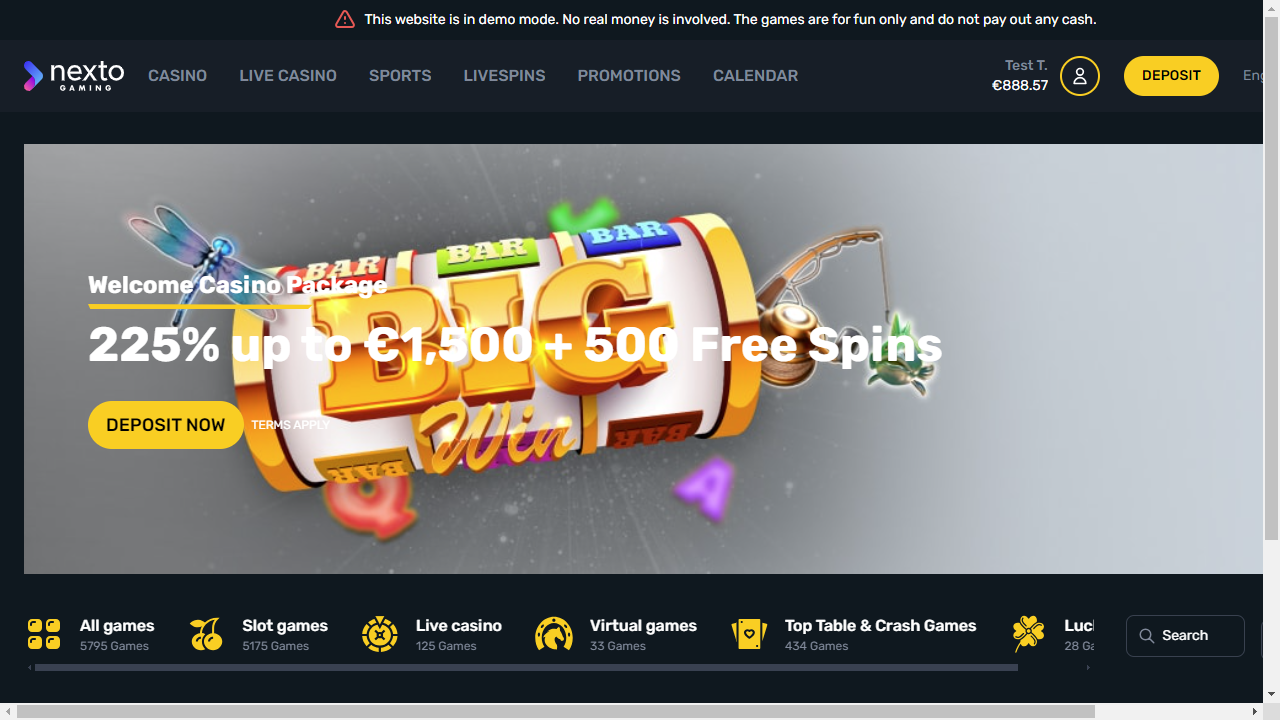 This website is in demo mode. No real money is involved. The games are for fun only and do not pay out any cash.
nexto
GAMING
CASINO
LIVE CASINO
SPORTS
LIVESPINS
PROMOTIONS
CALENDAR
Test T.
€888.57
DEPOSIT
Eng
BAR
BAR
BAR
Welcome Casino Package
BIG
225% up to €1,500 + 500 Free Spins
DEPOSIT NOW
TERMS APPLY
Win
BAR
BAR
Q
A
All games
5795 Games
Slot games
5175 Games
Live casino
125 Games
Virtual games
33 Games
Top Table & Crash Games
434 Games
Luc
28 Ga
Search